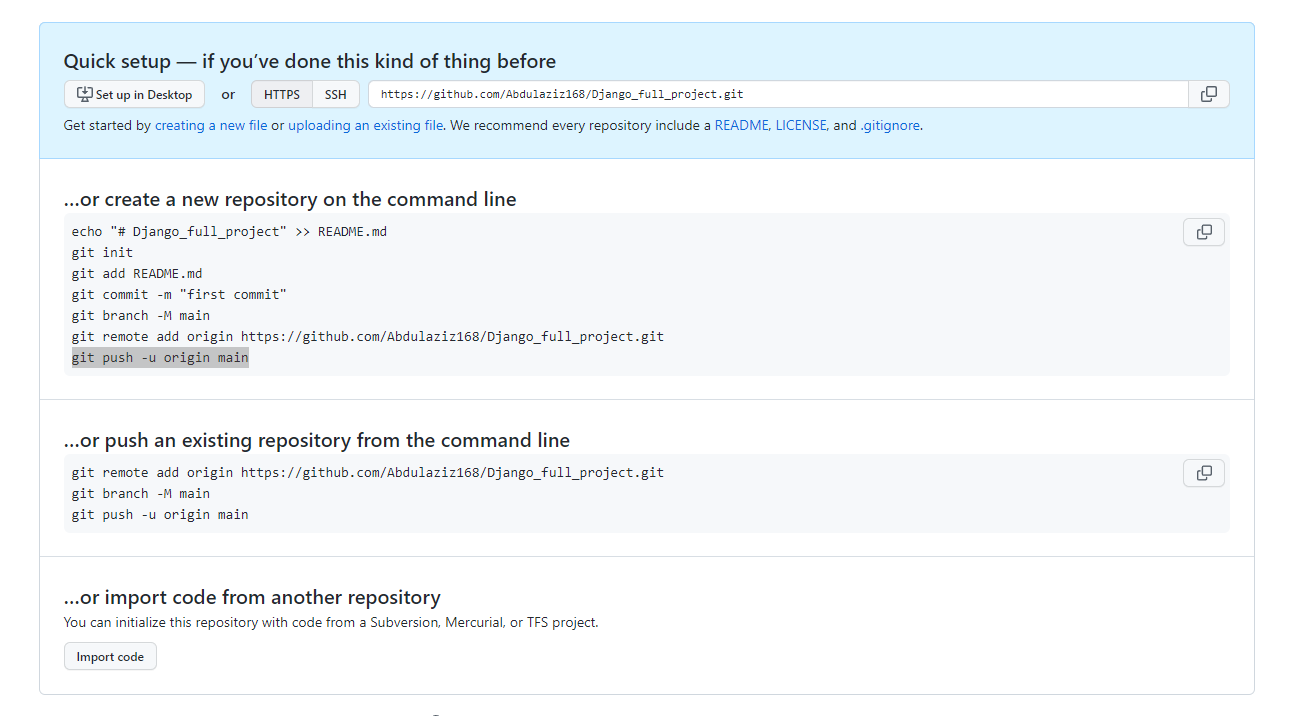 Quick setup — if you’ve done this kind of thing before
Set up in Desktop or HTTPS SSH https://github.com/Abdulaziz168/Django_full_project.git
Get started by creating a new file or uploading an existing file. We recommend every repository include a README, LICENSE, and .gitignore.
…or create a new repository on the command line
echo "# Django_full_project" >> README.md
git init
git add README.md
git commit -m "first commit"
git branch -M main
git remote add origin https://github.com/Abdulaziz168/Django_full_project.git
git push -u origin main
…or push an existing repository from the command line
git remote add origin https://github.com/Abdulaziz168/Django_full_project.git
git branch -M main
git push -u origin main
…or import code from another repository
You can initialize this repository with code from a Subversion, Mercurial, or TFS project.
Import code